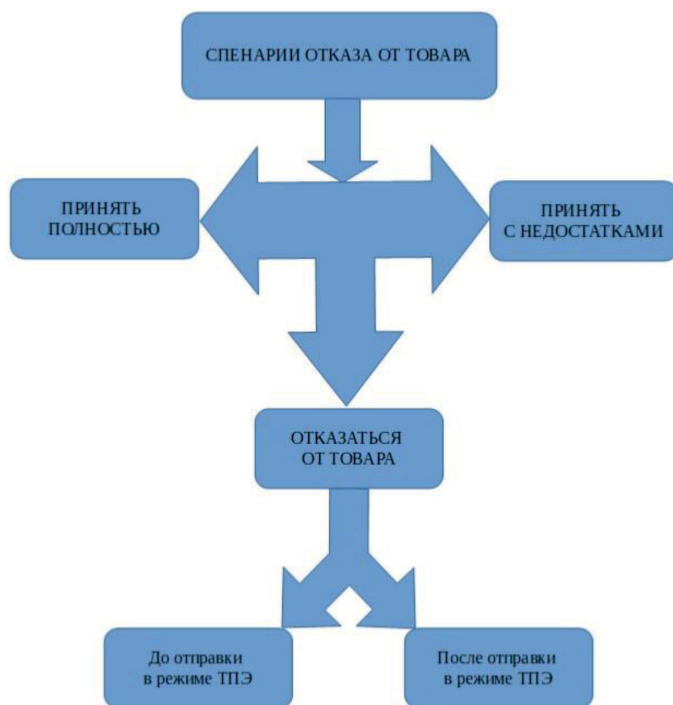 СПЕНАРИИ ОТКАЗА ОТ ТОВАРА
ПРИНЯТЬ
ПОЛНОСТЬЮ
ПРИНЯТЬ
С НЕДОСТАТКАМИ
ОТКАЗАТЬСЯ
ОТ ТОВАРА
До отправки
в режиме ТПЭ
После отправки
в режиме ТПЭ